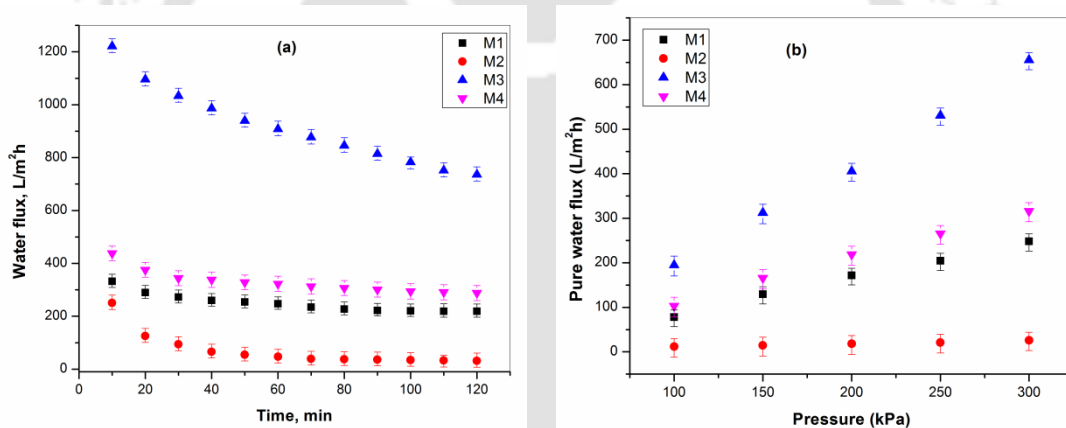 (a)
M1
M2
M3
M4
1200
1000
800
600
400
200
0
Water flux, L/m²h
20 40 60 80 100 120
Time, min
(b)
M1
M2
M3
M4
700
600
500
400
300
200
100
0
Pure water flux (L/m²h)
100 150 200 250 300
Pressure (kPa)